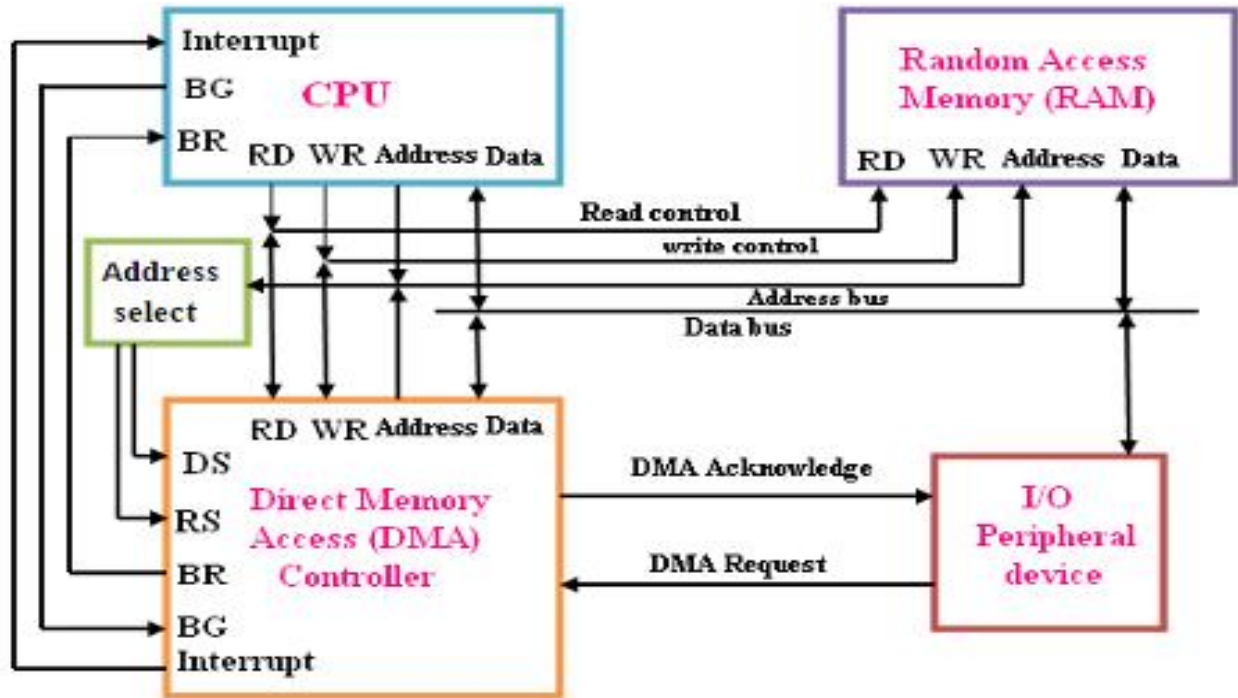 Interrupt
BG
CPU
BR
RD WR Address Data
Random Access
Memory (RAM)
RD WR Address Data
Read control
write control
Address
select
Address bus
Data bus
RD WR Address Data
DS
RS
BR
BG
Interrupt
Direct Memory
Access (DMA)
Controller
DMA Acknowledge
DMA Request
I/O
Peripheral
device